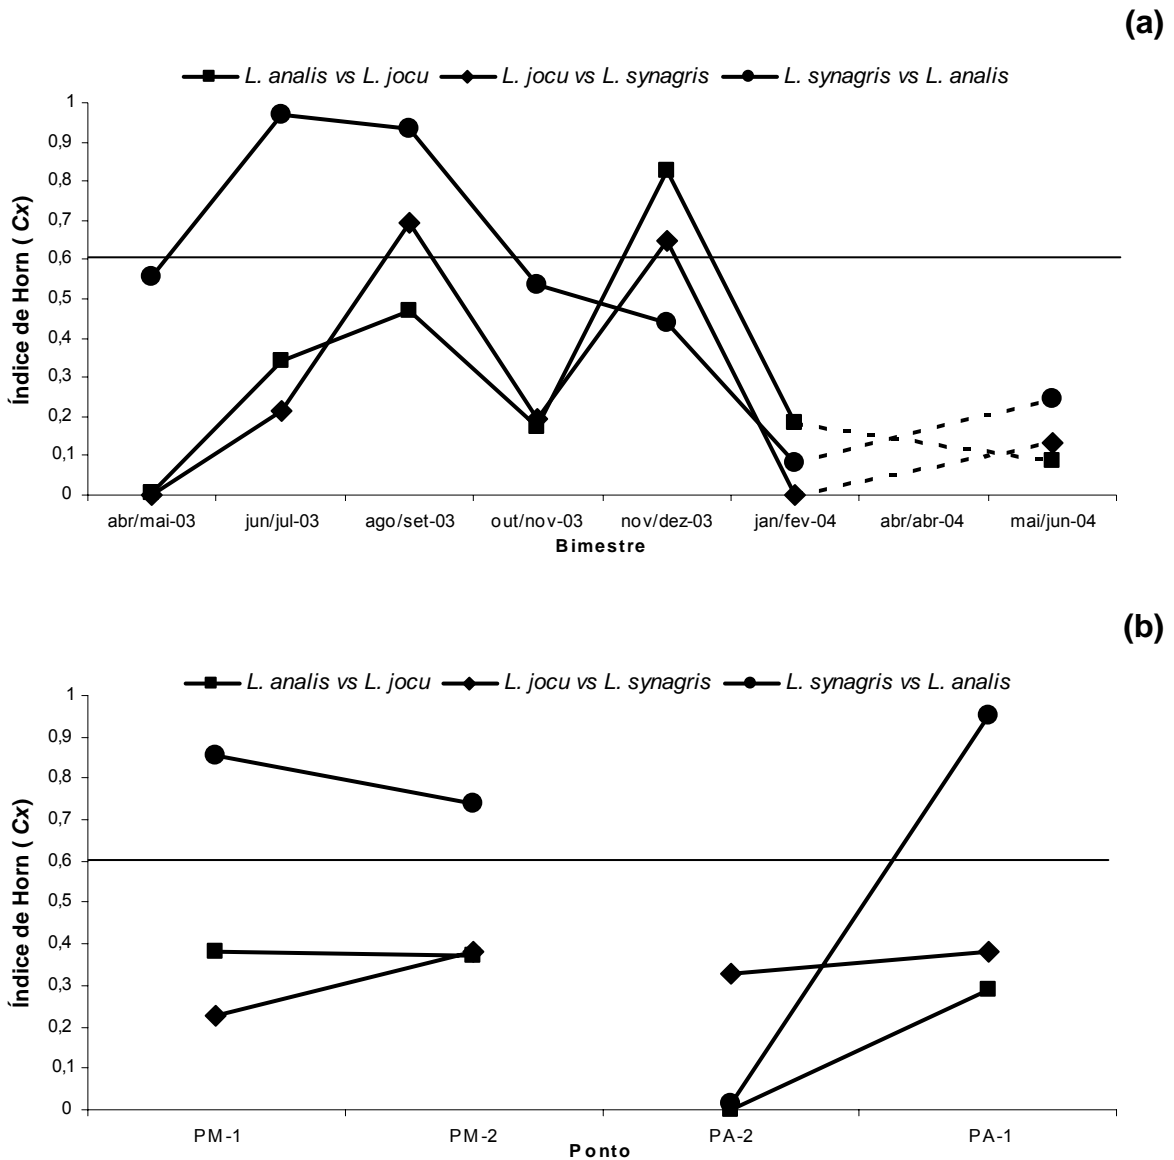 (a)
L. analis vs L. jocu L. jocu vs L. synagris L. synagris vs L. analis
1
0,9
0,8
0,7
0,6
0,5
0,4
0,3
0,2
0,1
0
Índice de Horn ( Cx)
abr/mai-03 jun/jul-03 ago/set-03 out/nov-03 nov/dez-03 jan/fev-04 abr/abr-04 mai/jun-04
Bimestre
(b)
L. analis vs L. jocu L. jocu vs L. synagris L. synagris vs L. analis
1
0,9
0,8
0,7
0,6
0,5
0,4
0,3
0,2
0,1
0
Índice de Horn ( Cx)
PM-1 PM-2 PA-2 PA-1
Ponto